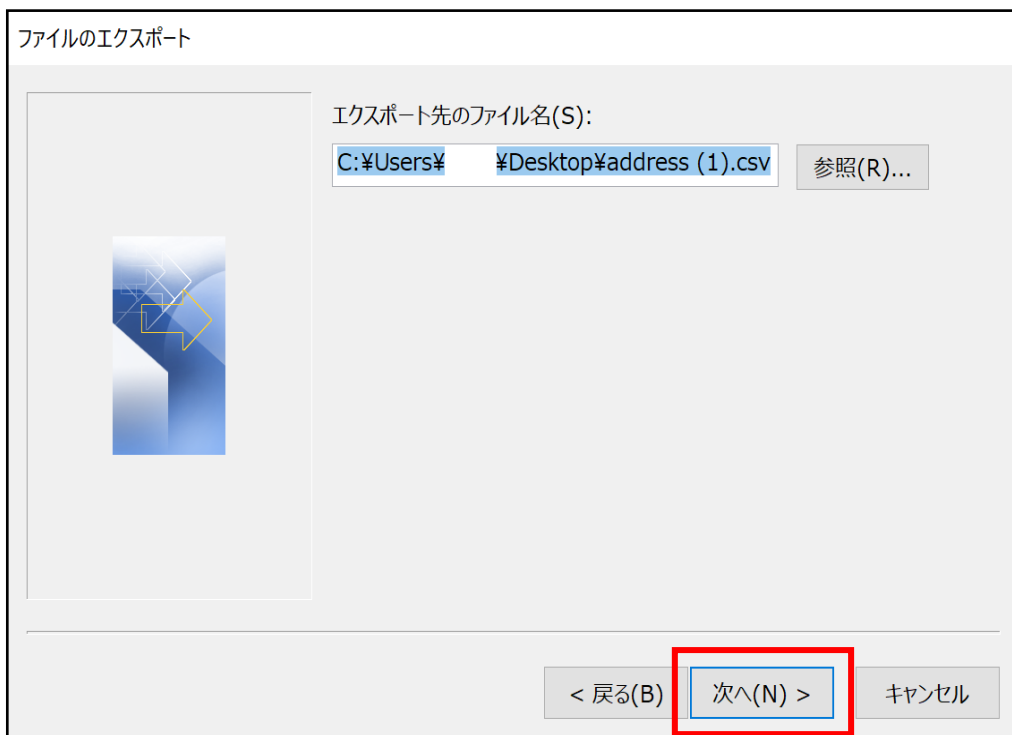 ファイルのエクスポート
エクスポート先のファイル名(S):
C:¥Users¥ ¥Desktop¥address (1).csv
参照(R)...
< 戻る(B)
次へ(N) >
キャンセル